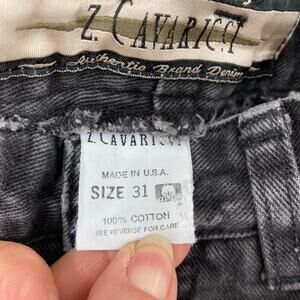 Z. CAVARICCI
Authentic Brand Denim
Z. CAVARICCI
MADE IN U.S.A.
SIZE 31
100% COTTON
SEE REVERSE FOR CARE